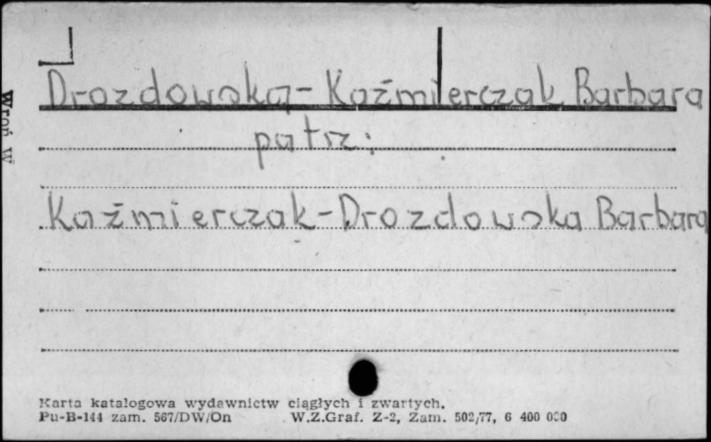 Drozdowska-Kaźmierczak Barbara
patrz:
Kaźmierczak-Drozdowska Barbara
Karta katalogowa wydawnictw ciągłych i zwartych.
Pu-B-144 zam. 567/DW/On W.Z.Graf. Z-2, Zam. 502/77, 6 400 000